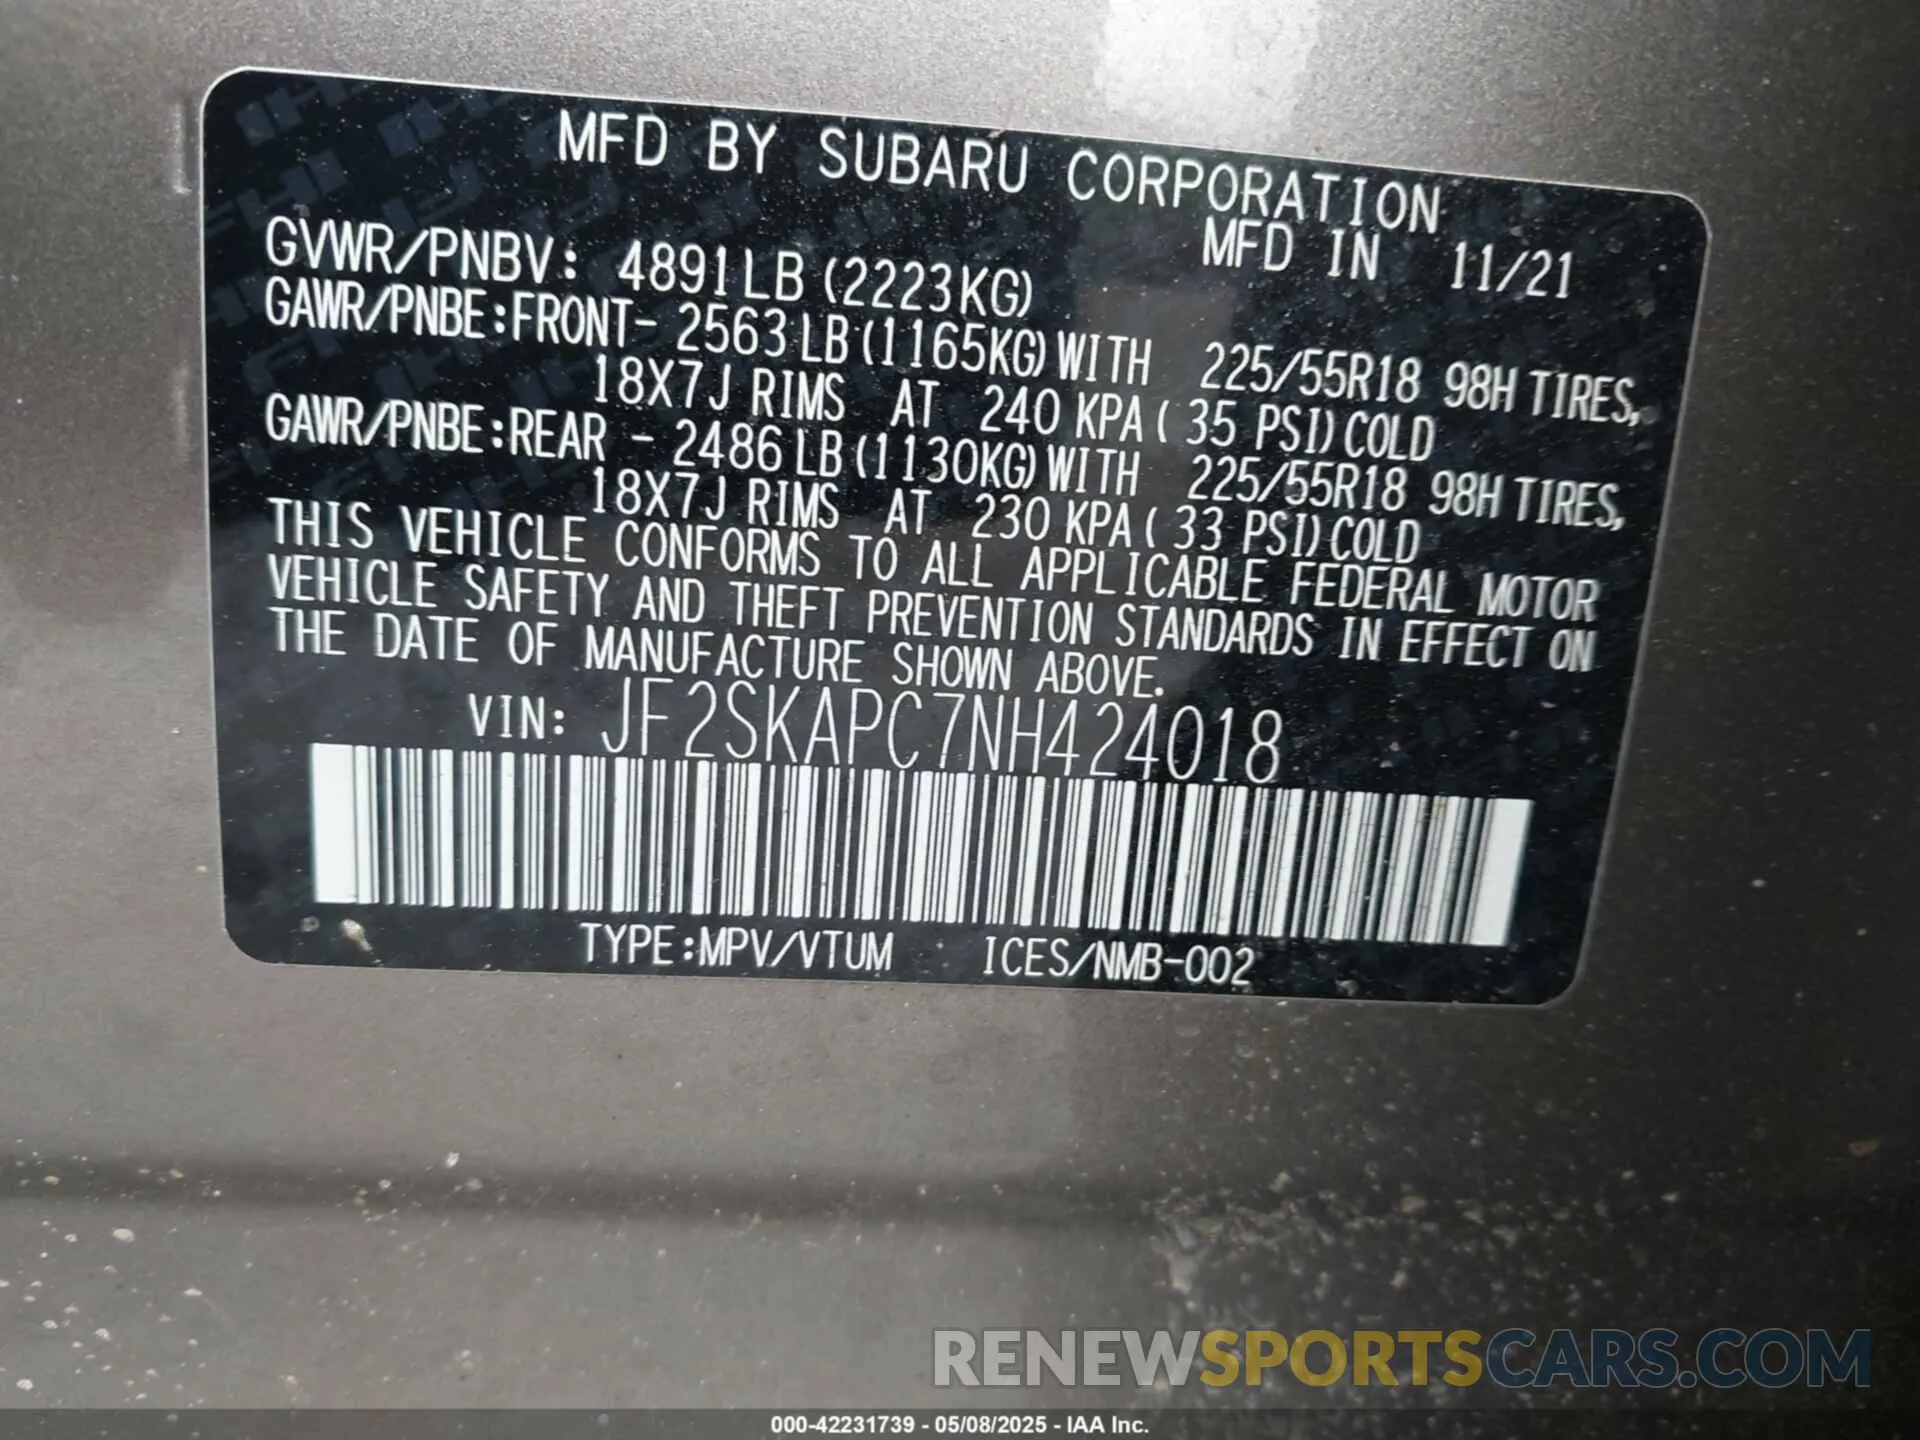 MFD BY SUBARU CORPORATION
MFD IN 11/21
GVWR/PNBV: 4891LB (2223KG)
GAWR/PNBE:FRONT- 2563LB(1165KG)WITH 225/55R18 98H TIRES,
18X7J RIMS AT 240 KPA( 35 PSI)COLD
GAWR/PNBE:REAR - 2486LB(1130KG)WITH 225/55R18 98H TIRES,
18X7J RIMS AT 230 KPA( 33 PSI)COLD
THIS VEHICLE CONFORMS TO ALL APPLICABLE FEDERAL MOTOR
VEHICLE SAFETY AND THEFT PREVENTION STANDARDS IN EFFECT ON
THE DATE OF MANUFACTURE SHOWN ABOVE.
VIN: JF2SKAPC7NH424018
TYPE:MPV/VTUM ICES/NMB-002
RENEWSPORTSCARS.COM
000-42231739 - 05/08/2025 - IAA Inc.